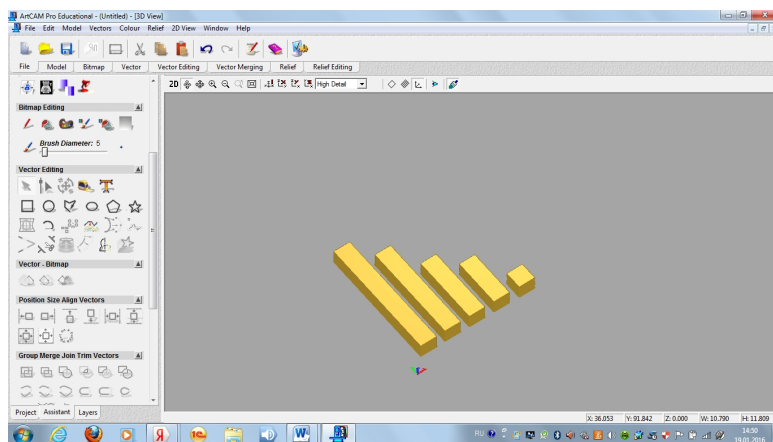 ArtCAM Pro Educational - (Untitled) - [3D View]
File Edit Model Vectors Colour Relief 2D View Window Help
File Model Bitmap Vector Vector Editing Vector Merging Relief Relief Editing
2D High Detail
Bitmap Editing
Brush Diameter: 5
Vector Editing
Vector - Bitmap
Position Size Align Vectors
Group Merge Join Trim Vectors
Project Assistant Layers
X: 36.053 Y: 91.842 Z: 0.000 W: 10.790 H: 11.809
Я 1С W RU 14:50
19.01.2016